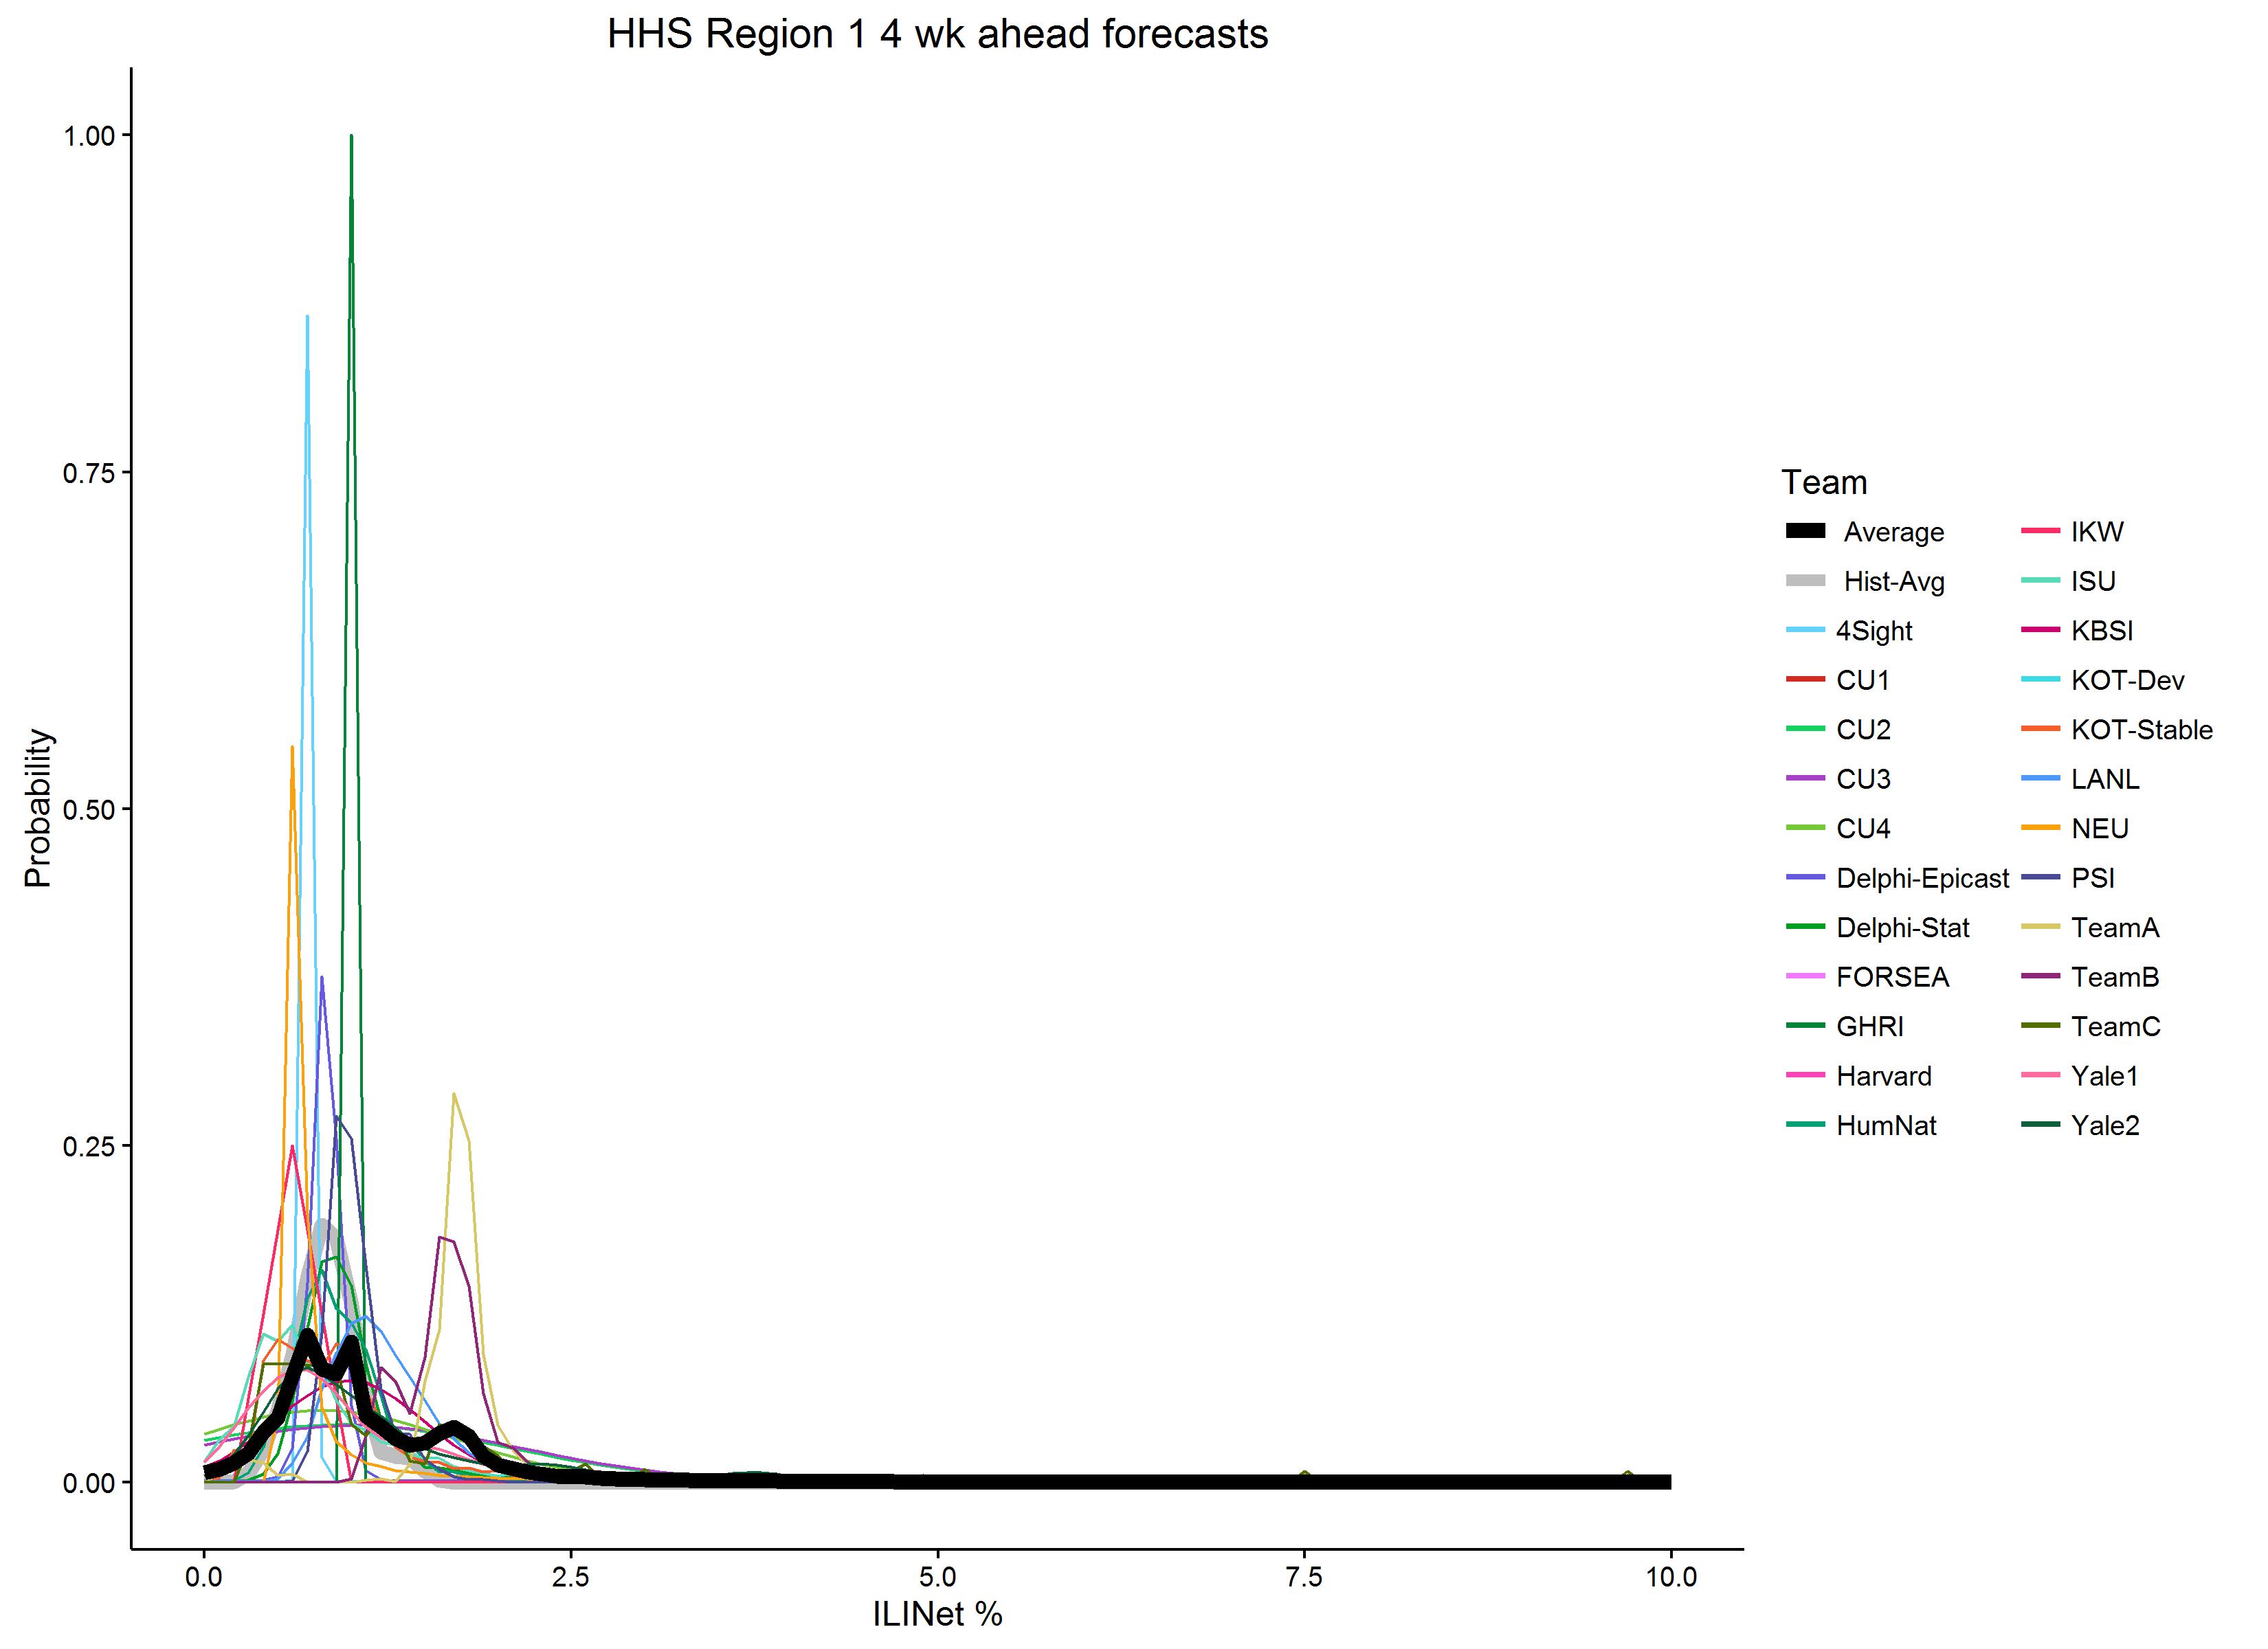 HHS Region 1 4 wk ahead forecasts
1.00
0.75
0.50
0.25
0.00
Probability
0.0 2.5 5.0 7.5 10.0
ILINet %
Team
Average IKW
Hist-Avg ISU
4Sight KBSI
CU1 KOT-Dev
CU2 KOT-Stable
CU3 LANL
CU4 NEU
Delphi-Epicast PSI
Delphi-Stat TeamA
FORSEA TeamB
GHRI TeamC
Harvard Yale1
HumNat Yale2